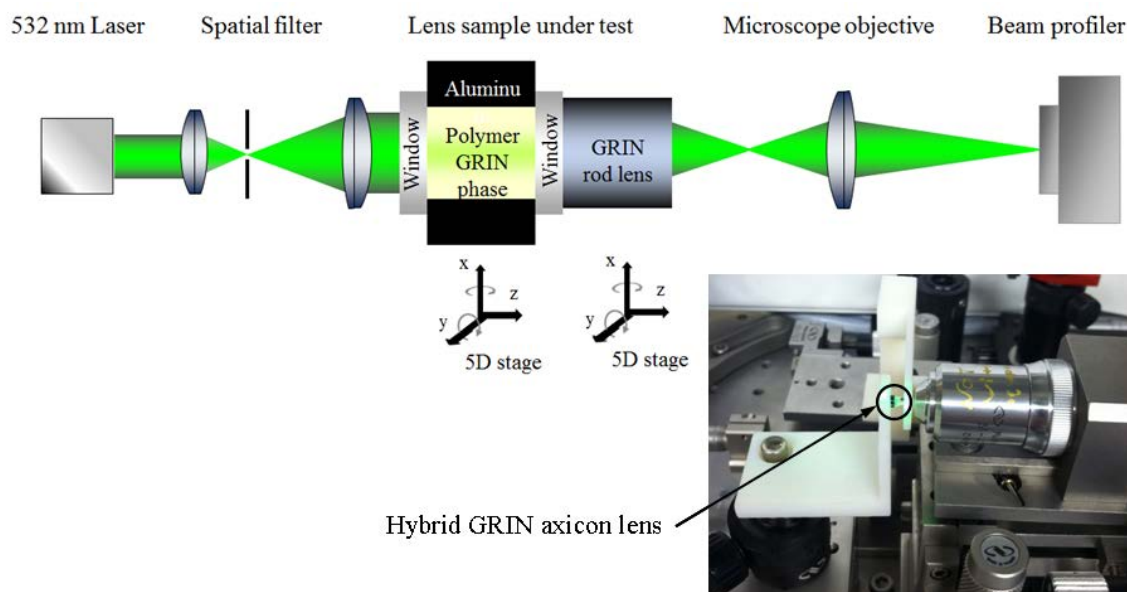 532 nm Laser
Spatial filter
Lens sample under test
Microscope objective
Beam profiler
Window
Aluminu
Polymer
GRIN
phase
Window
GRIN
rod lens
x
z
y
5D stage
x
z
y
5D stage
Hybrid GRIN axicon lens